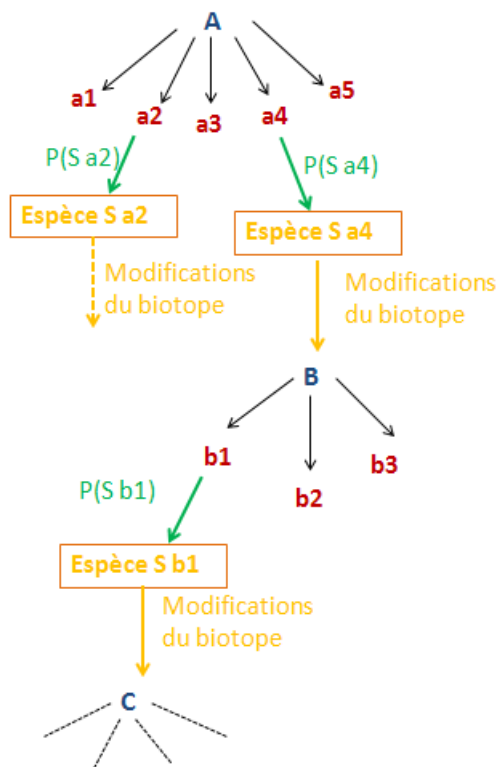 A
a1
a2
a3
a4
a5
P(S a2)
P(S a4)
Espèce S a2
Espèce S a4
Modifications
du biotope
Modifications
du biotope
B
b1
b2
b3
P(S b1)
Espèce S b1
Modifications
du biotope
C